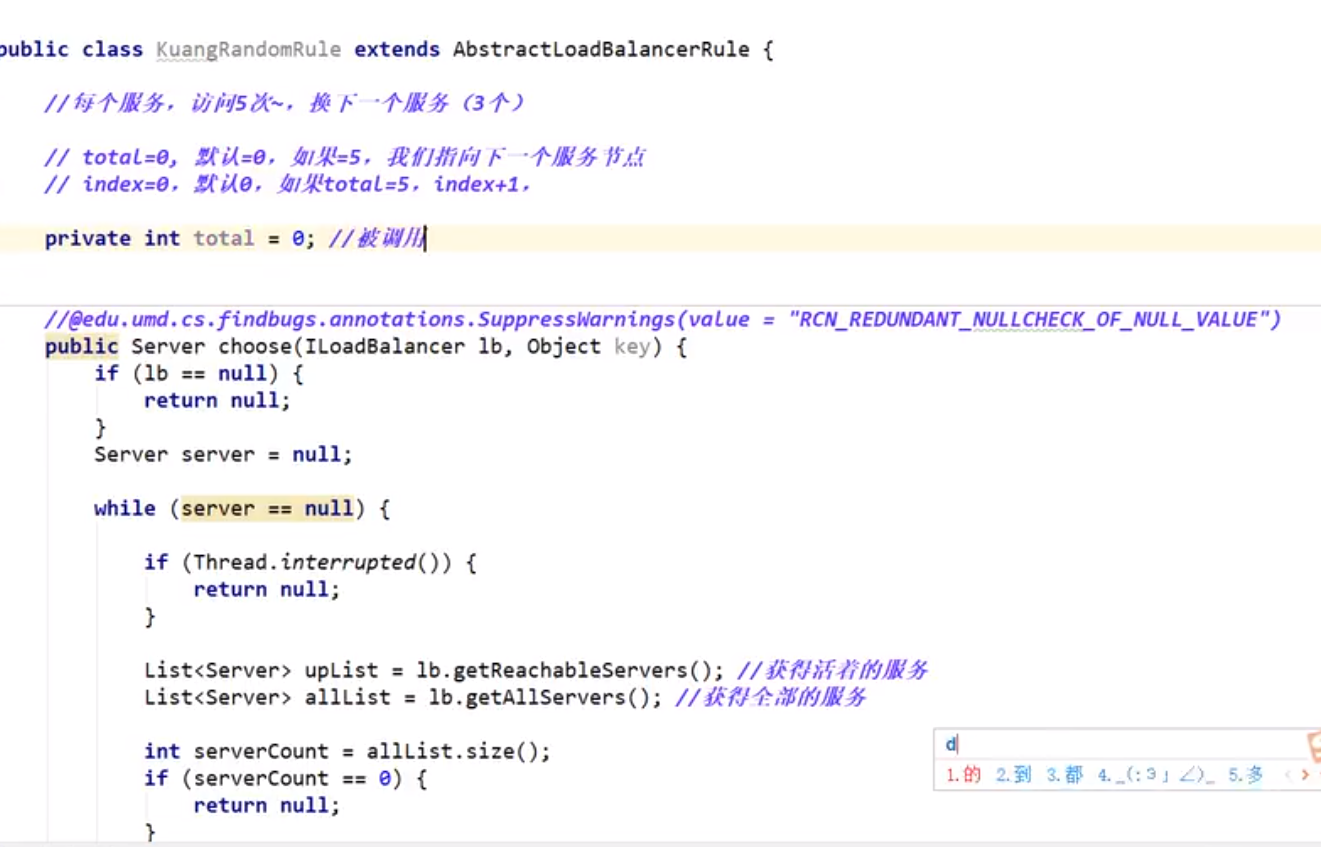 public class KuangRandomRule extends AbstractLoadBalancerRule {
//每个服务，访问5次~，换下一个服务（3个）
// total=0, 默认=0，如果=5，我们指向下一个服务节点
// index=0，默认0，如果total=5，index+1，
private int total = 0; //被调用
//@edu.umd.cs.findbugs.annotations.SuppressWarnings(value = "RCN_REDUNDANT_NULLCHECK_OF_NULL_VALUE")
public Server choose(ILoadBalancer lb, Object key) {
if (lb == null) {
return null;
}
Server server = null;
while (server == null) {
if (Thread.interrupted()) {
return null;
}
List<Server> upList = lb.getReachableServers(); //获得活着的服务
List<Server> allList = lb.getAllServers(); //获得全部的服务
int serverCount = allList.size();
if (serverCount == 0) {
return null;
}
d
1.的 2.到 3.都 4._(:з」∠)_ 5.多